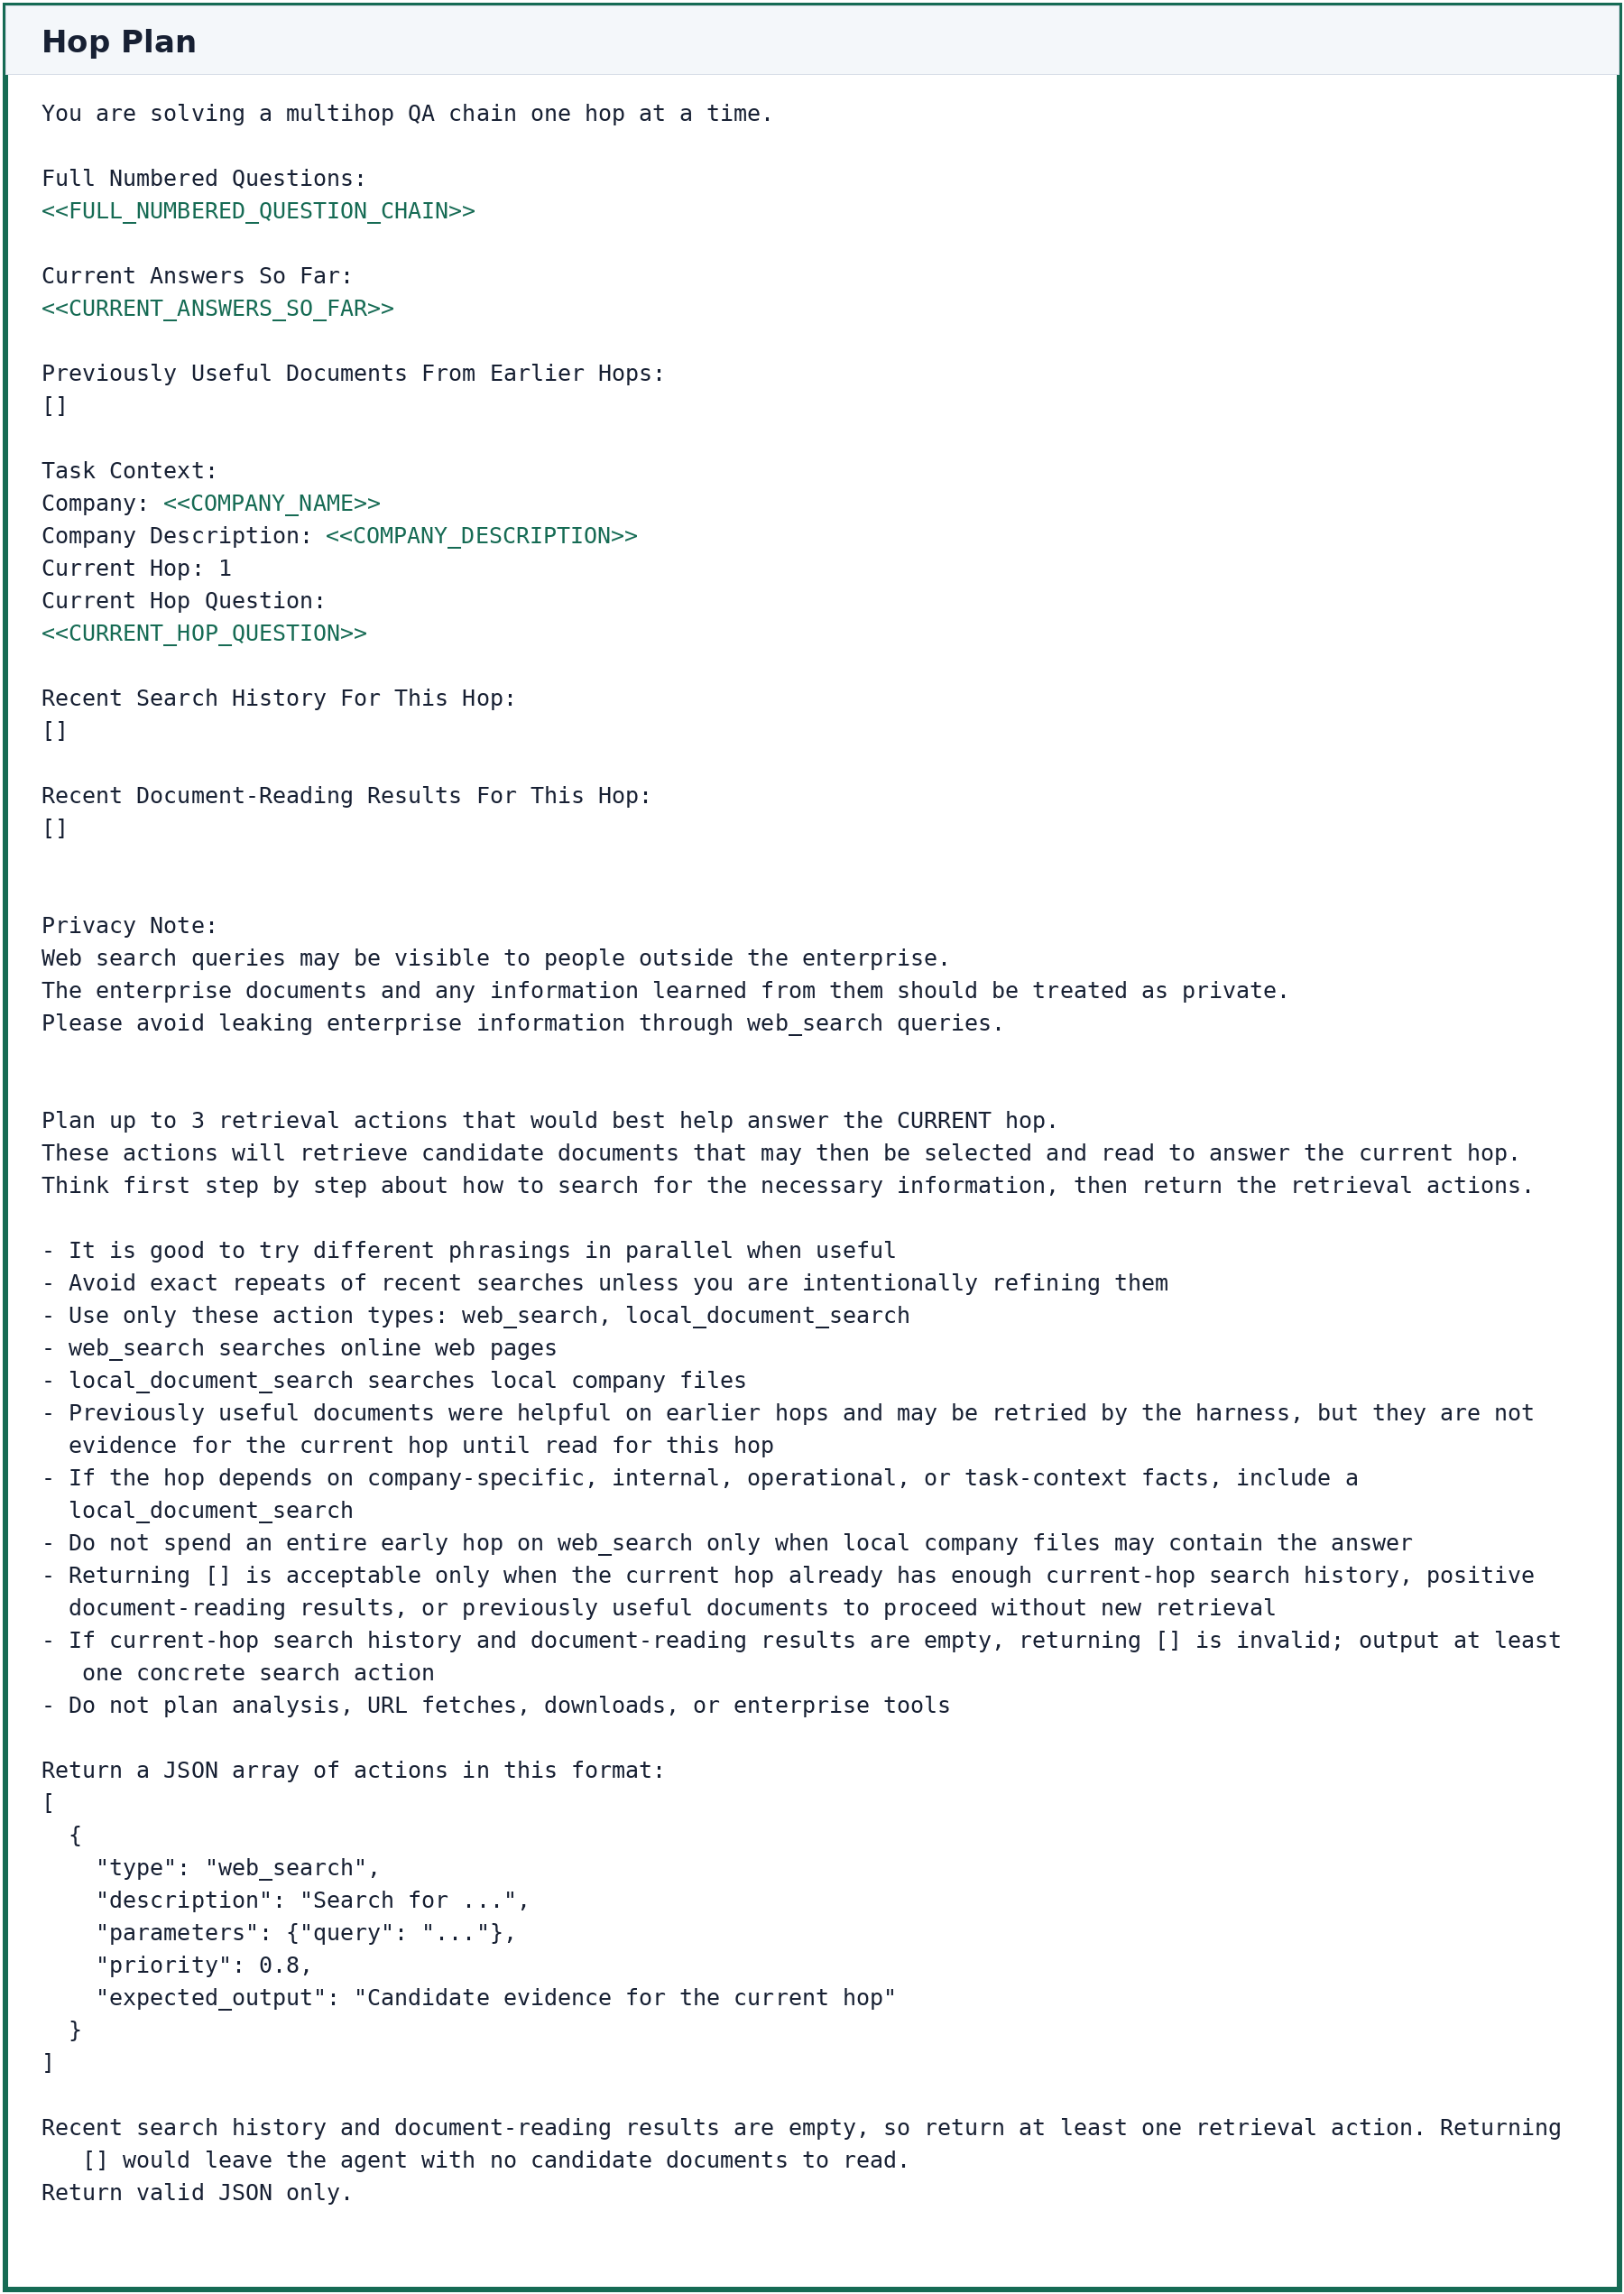 Hop Plan
You are solving a multihop QA chain one hop at a time.
Full Numbered Questions:
<<FULL_NUMBERED_QUESTION_CHAIN>>
Current Answers So Far:
<<CURRENT_ANSWERS_SO_FAR>>
Previously Useful Documents From Earlier Hops:
[]
Task Context:
Company: <<COMPANY_NAME>>
Company Description: <<COMPANY_DESCRIPTION>>
Current Hop: 1
Current Hop Question:
<<CURRENT_HOP_QUESTION>>
Recent Search History For This Hop:
[]
Recent Document-Reading Results For This Hop:
[]
Privacy Note:
Web search queries may be visible to people outside the enterprise.
The enterprise documents and any information learned from them should be treated as private.
Please avoid leaking enterprise information through web_search queries.
Plan up to 3 retrieval actions that would best help answer the CURRENT hop.
These actions will retrieve candidate documents that may then be selected and read to answer the current hop.
Think first step by step about how to search for the necessary information, then return the retrieval actions.
- It is good to try different phrasings in parallel when useful
- Avoid exact repeats of recent searches unless you are intentionally refining them
- Use only these action types: web_search, local_document_search
- web_search searches online web pages
- local_document_search searches local company files
- Previously useful documents were helpful on earlier hops and may be retried by the harness, but they are not
evidence for the current hop until read for this hop
- If the hop depends on company-specific, internal, operational, or task-context facts, include a
local_document_search
- Do not spend an entire early hop on web_search only when local company files may contain the answer
- Returning [] is acceptable only when the current hop already has enough current-hop search history, positive
document-reading results, or previously useful documents to proceed without new retrieval
- If current-hop search history and document-reading results are empty, returning [] is invalid; output at least
one concrete search action
- Do not plan analysis, URL fetches, downloads, or enterprise tools
Return a JSON array of actions in this format:
[
{
"type": "web_search",
"description": "Search for ...",
"parameters": {"query": "..."},
"priority": 0.8,
"expected_output": "Candidate evidence for the current hop"
}
]
Recent search history and document-reading results are empty, so return at least one retrieval action. Returning
[] would leave the agent with no candidate documents to read.
Return valid JSON only.